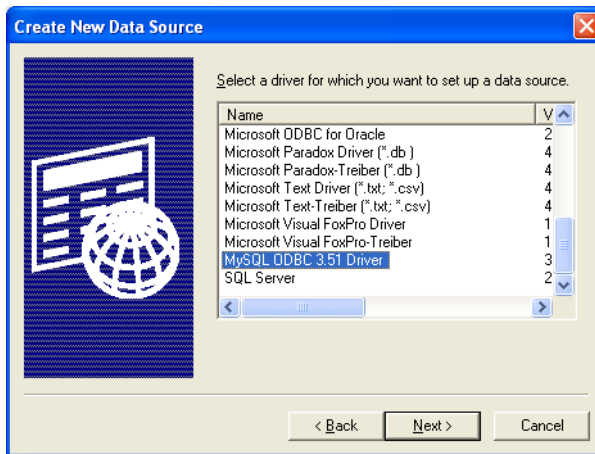 Create New Data Source
Select a driver for which you want to set up a data source.
Name V
Microsoft ODBC for Oracle 2
Microsoft Paradox Driver (*.db ) 4
Microsoft Paradox-Treiber (*.db ) 4
Microsoft Text Driver (*.txt; *.csv) 4
Microsoft Text-Treiber (*.txt; *.csv) 4
Microsoft Visual FoxPro Driver 1
Microsoft Visual FoxPro-Treiber 1
MySQL ODBC 3.51 Driver 3
SQL Server 2
< Back Next > Cancel